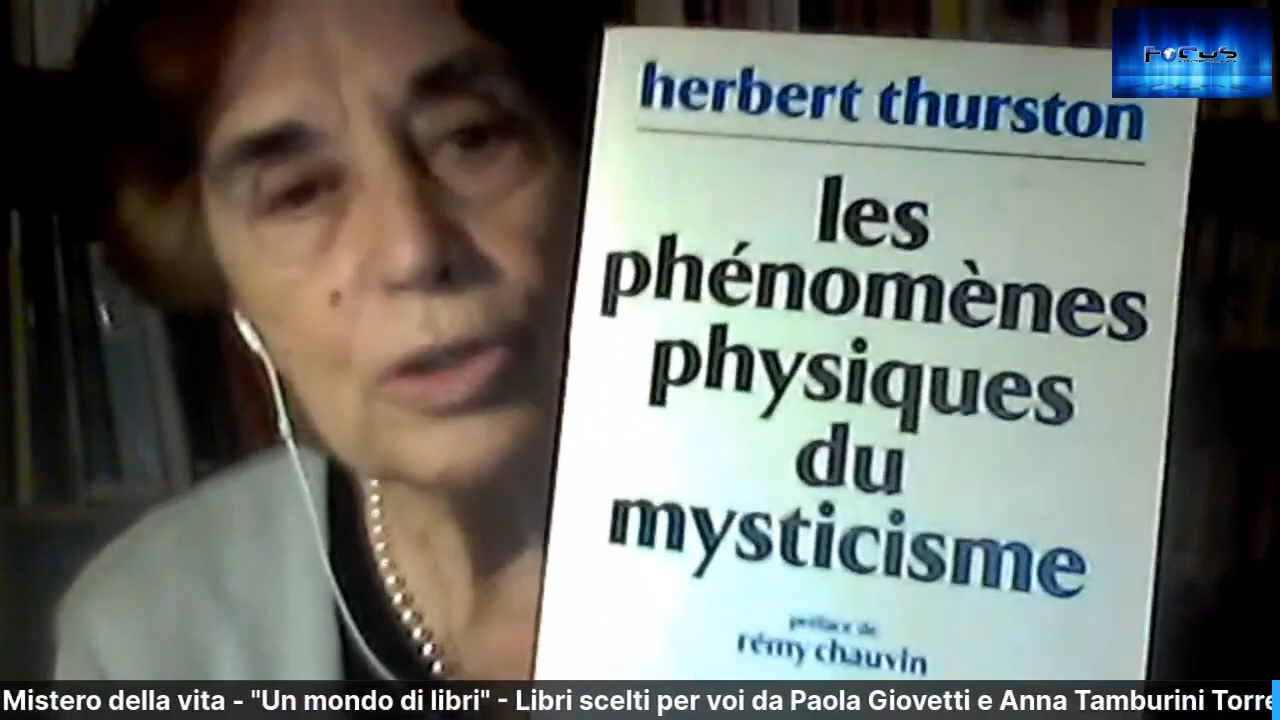 FOCUS
herbert thurston
les
phénomènes
physiques
du
mysticisme
préface de
rémy chauvin
Mistero della vita - "Un mondo di libri" - Libri scelti per voi da Paola Giovetti e Anna Tamburini Torre